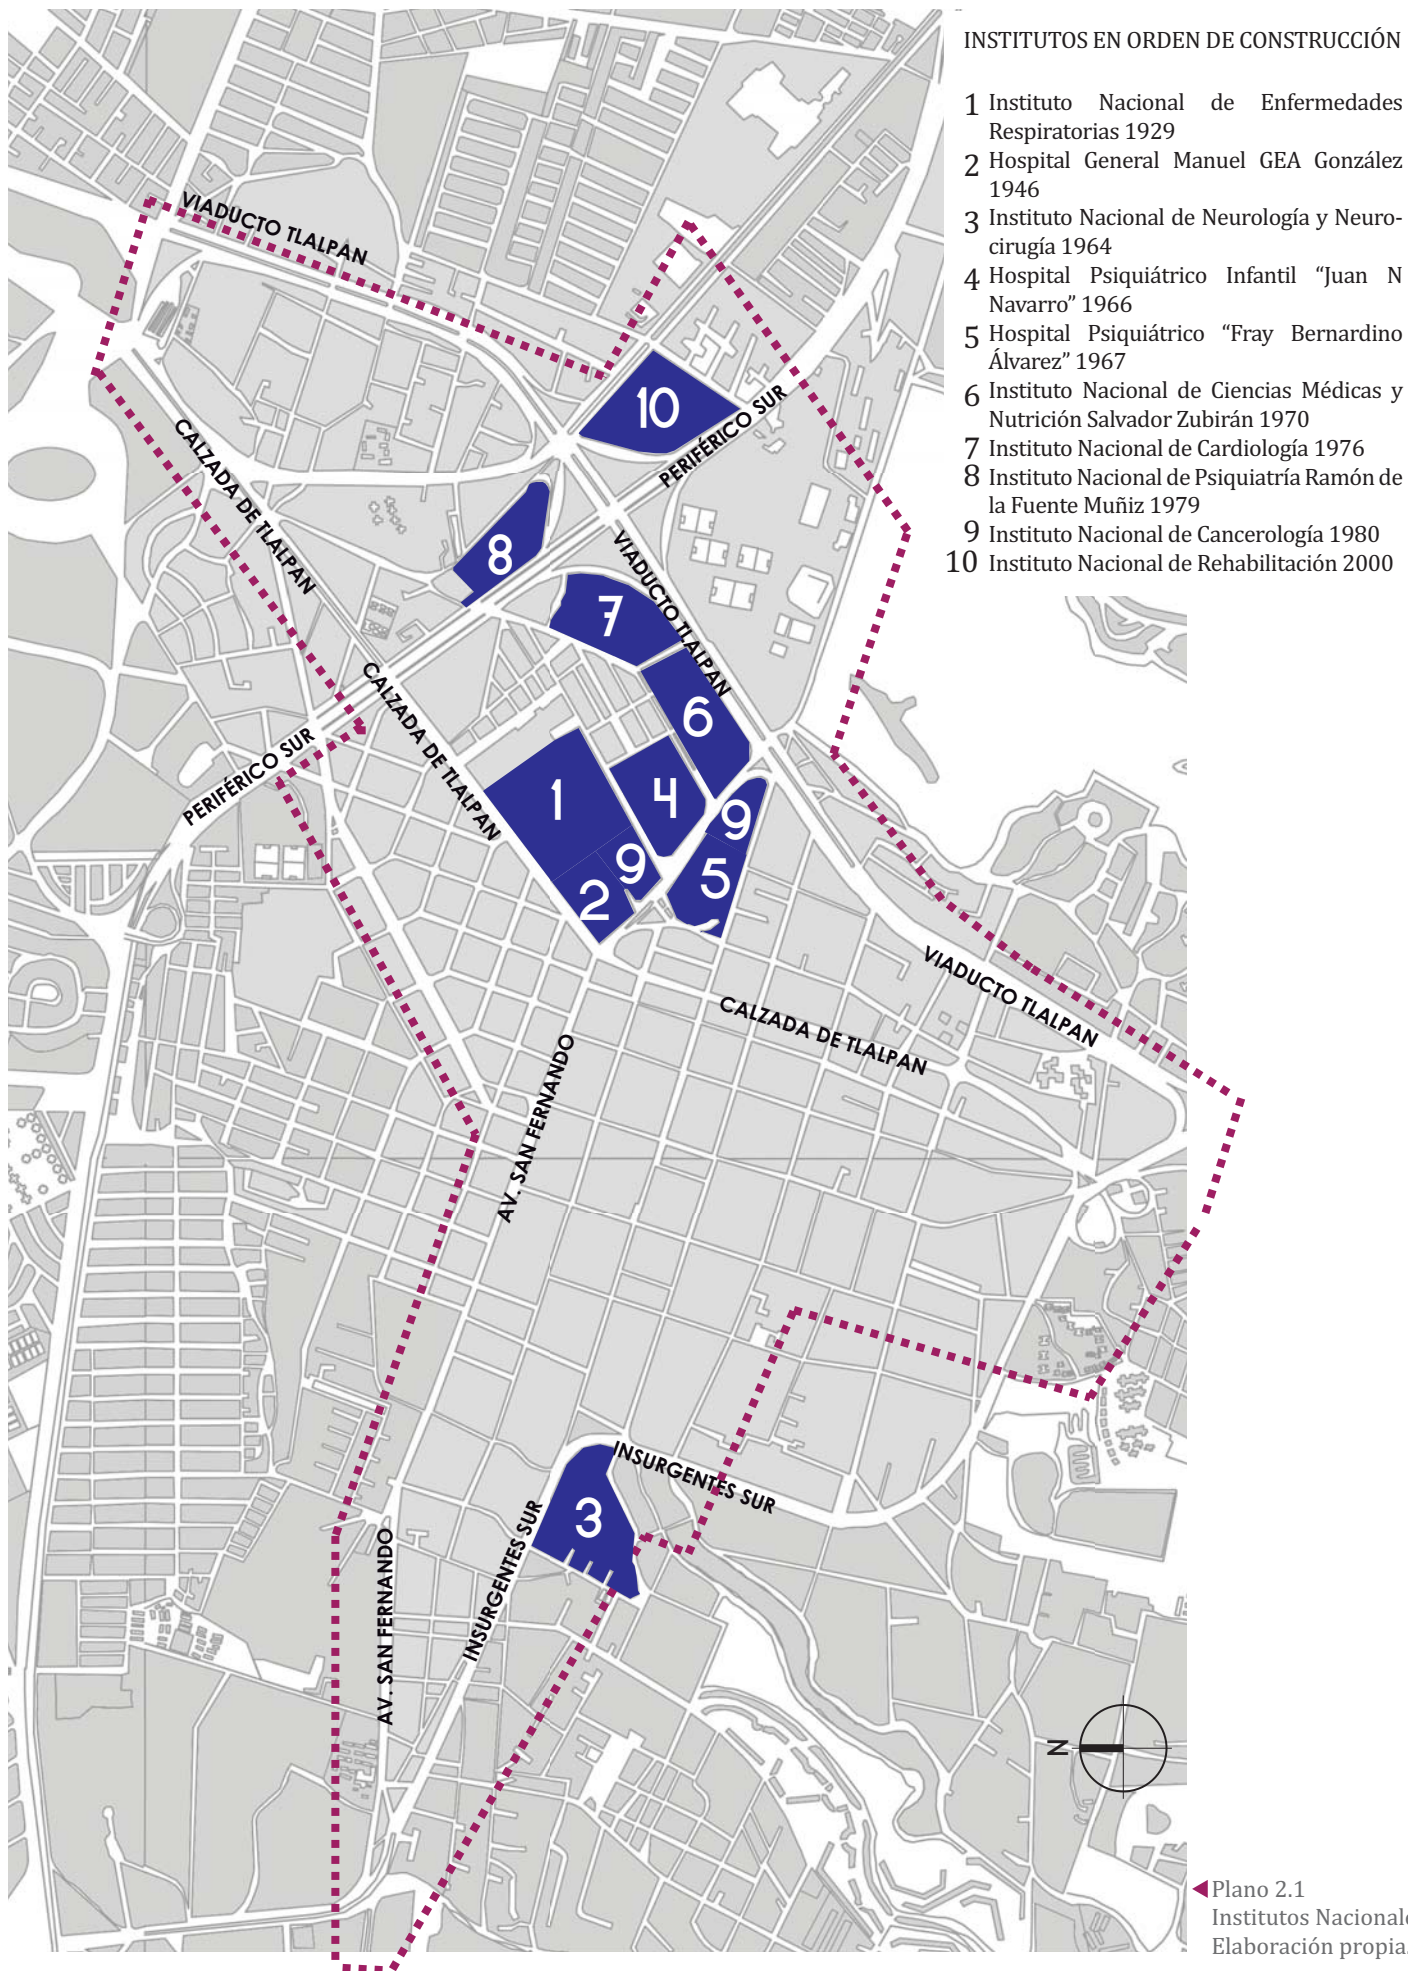 INSTITUTOS EN ORDEN DE CONSTRUCCIÓN
1 Instituto Nacional de Enfermedades
Respiratorias 1929
2 Hospital General Manuel GEA González
1946
3 Instituto Nacional de Neurología y Neuro-
cirugía 1964
4 Hospital Psiquiátrico Infantil “Juan N
Navarro” 1966
5 Hospital Psiquiátrico “Fray Bernardino
Álvarez” 1967
6 Instituto Nacional de Ciencias Médicas y
Nutrición Salvador Zubirán 1970
7 Instituto Nacional de Cardiología 1976
8 Instituto Nacional de Psiquiatría Ramón de
la Fuente Muñiz 1979
9 Instituto Nacional de Cancerología 1980
10 Instituto Nacional de Rehabilitación 2000
VIADUCTO TLALPAN
10
PERIFÉRICO SUR
CALZADA DE TLALPAN
8
VIADUCTO TLALPAN
7
CALZADA DE TLALPAN
6
PERIFÉRICO SUR
1
4
9
9
5
2
VIADUCTO TLALPAN
CALZADA DE TLALPAN
AV. SAN FERNANDO
INSURGENTES SUR
3
INSURGENTES SUR
AV. SAN FERNANDO
N
Plano 2.1
Institutos Nacionale
Elaboración propia.